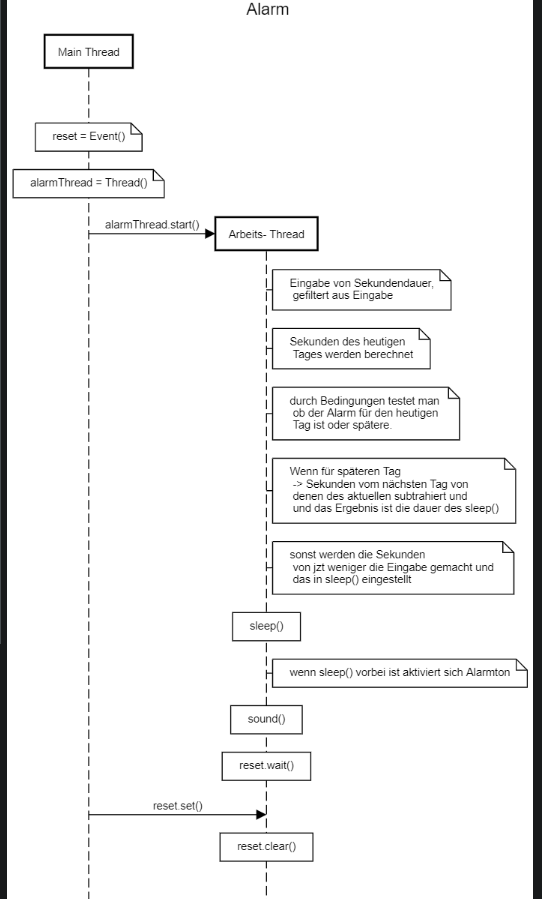 Alarm
Main Thread
reset = Event()
alarmThread = Thread()
alarmThread.start()
Arbeits- Thread
Eingabe von Sekundendauer,
gefiltert aus Eingabe
Sekunden des heutigen
Tages werden berechnet
durch Bedingungen testet man
ob der Alarm für den heutigen
Tag ist oder spätere.
Wenn für späteren Tag
-> Sekunden vom nächsten Tag von
denen des aktuellen subtrahiert und
und das Ergebnis ist die dauer des sleep()
sonst werden die Sekunden
von jzt weniger die Eingabe gemacht und
das in sleep() eingestellt
sleep()
wenn sleep() vorbei ist aktiviert sich Alarmton
sound()
reset.wait()
reset.set()
reset.clear()